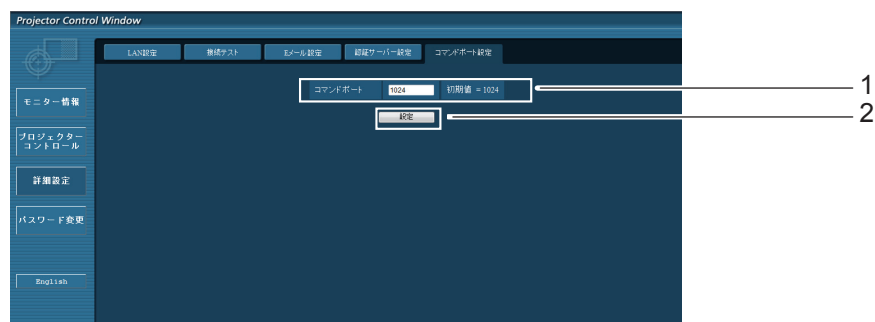 Projector Control Window
LAN設定 接続テスト Eメール設定 認証サーバー設定 コマンドポート設定
コマンドポート 1024 初期値 = 1024 1
設定 2
モニター情報
プロジェクター
コントロール
詳細設定
パスワード変更
English